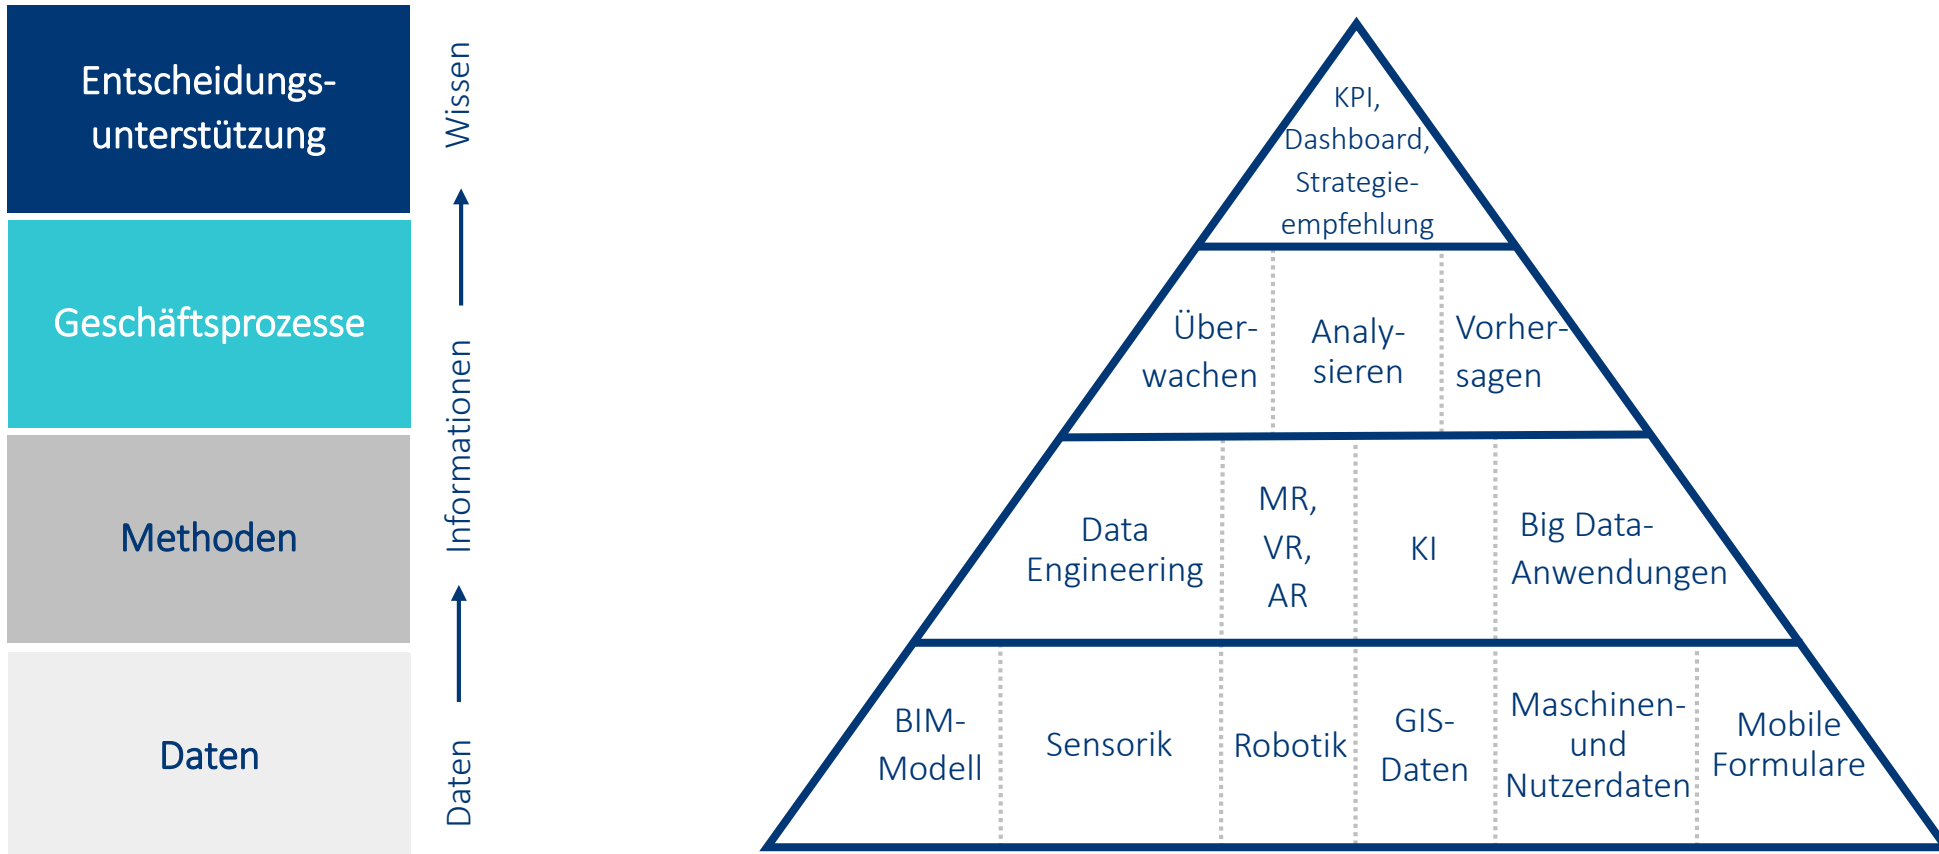 Entscheidungs-
unterstützung
Geschäftsprozesse
Methoden
Daten
Wissen
Informationen
Daten
KPI,
Dashboard,
Strategie-
empfehlung
Über-
wachen
Analy-
sieren
Vorher-
sagen
Data
Engineering
MR,
VR,
AR
KI
Big Data-
Anwendungen
BIM-
Modell
Sensorik
Robotik
GIS-
Daten
Maschinen-
und
Nutzerdaten
Mobile
Formulare